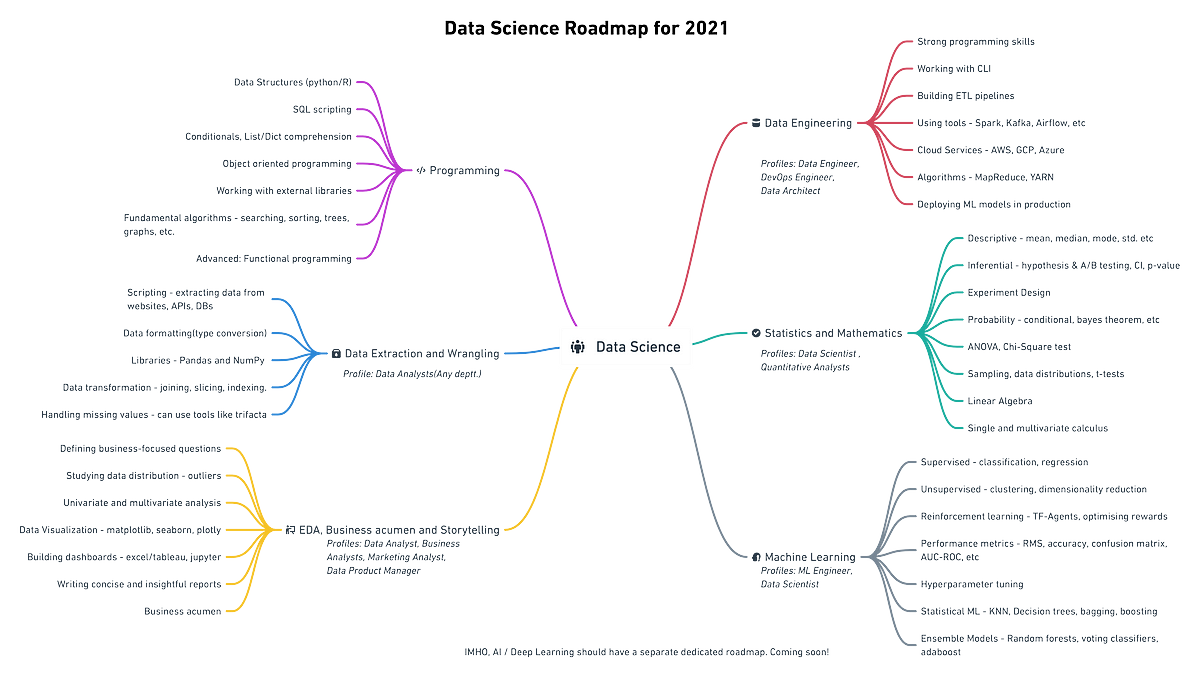 Data Science Roadmap for 2021
Data Structures (python/R)
SQL scripting
Conditionals, List/Dict comprehension
Object oriented programming
Working with external libraries
Fundamental algorithms - searching, sorting, trees,
graphs, etc.
Advanced: Functional programming
Programming
Scripting - extracting data from
websites, APIs, DBs
Data formatting(type conversion)
Libraries - Pandas and NumPy
Data transformation - joining, slicing, indexing.
Handling missing values - can use tools like trifacta
Data Extraction and Wrangling
Profile: Data Analysts(Any deptt.)
Defining business-focused questions
Studying data distribution - outliers
Univariate and multivariate analysis
Data Visualization - matplotlib, seaborn, plotly
Building dashboards - excel/tableau, jupyter
Writing concise and insightful reports
Business acumen
EDA, Business acumen and Storytelling
Profiles: Data Analyst, Business
Analysts, Marketing Analyst,
Data Product Manager
Data Science
Data Engineering
Profiles: Data Engineer,
DevOps Engineer,
Data Architect
Strong programming skills
Working with CLI
Building ETL pipelines
Using tools - Spark, Kafka, Airflow, etc
Cloud Services - AWS, GCP, Azure
Algorithms - MapReduce, YARN
Deploying ML models in production
Statistics and Mathematics
Profiles: Data Scientist ,
Quantitative Analysts
Descriptive - mean, median, mode, std. etc
Inferential - hypothesis & A/B testing, CI, p-value
Experiment Design
Probability - conditional, bayes theorem, etc
ANOVA, Chi-Square test
Sampling, data distributions, t-tests
Linear Algebra
Single and multivariate calculus
Machine Learning
Profiles: ML Engineer,
Data Scientist
Supervised - classification, regression
Unsupervised - clustering, dimensionality reduction
Reinforcement learning - TF-Agents, optimising rewards
Performance metrics - RMS, accuracy, confusion matrix,
AUC-ROC, etc
Hyperparameter tuning
Statistical ML - KNN, Decision trees, bagging, boosting
Ensemble Models - Random forests, voting classifiers,
adaboost
IMHO, AI / Deep Learning should have a separate dedicated roadmap. Coming soon!